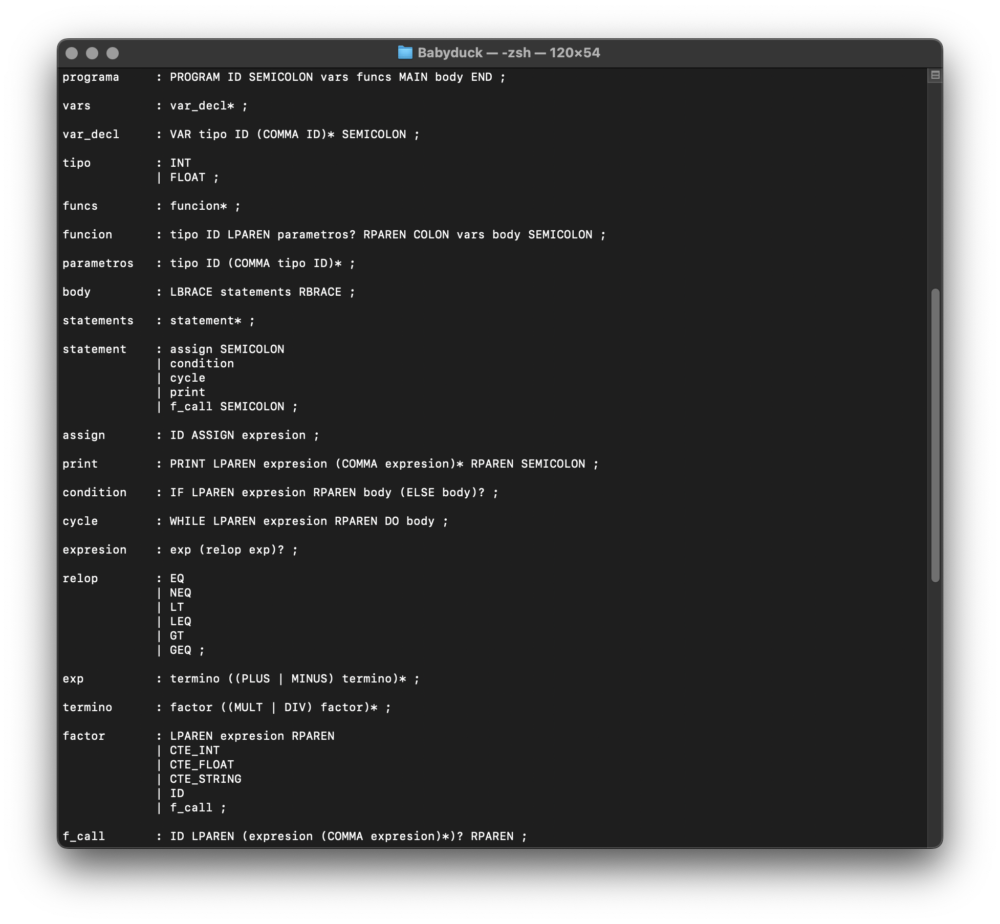 Babyduck — -zsh — 120×54
programa : PROGRAM ID SEMICOLON vars funcs MAIN body END ;
vars : var_decl* ;
var_decl : VAR tipo ID (COMMA ID)* SEMICOLON ;
tipo : INT
| FLOAT ;
funcs : funcion* ;
funcion : tipo ID LPAREN parametros? RPAREN COLON vars body SEMICOLON ;
parametros : tipo ID (COMMA tipo ID)* ;
body : LBRACE statements RBRACE ;
statements : statement* ;
statement : assign SEMICOLON
| condition
| cycle
| print
| f_call SEMICOLON ;
assign : ID ASSIGN expresion ;
print : PRINT LPAREN expresion (COMMA expresion)* RPAREN SEMICOLON ;
condition : IF LPAREN expresion RPAREN body (ELSE body)? ;
cycle : WHILE LPAREN expresion RPAREN DO body ;
expresion : exp (relop exp)? ;
relop : EQ
| NEQ
| LT
| LEQ
| GT
| GEQ ;
exp : termino ((PLUS | MINUS) termino)* ;
termino : factor ((MULT | DIV) factor)* ;
factor : LPAREN expresion RPAREN
| CTE_INT
| CTE_FLOAT
| CTE_STRING
| ID
| f_call ;
f_call : ID LPAREN (expresion (COMMA expresion)*)? RPAREN ;